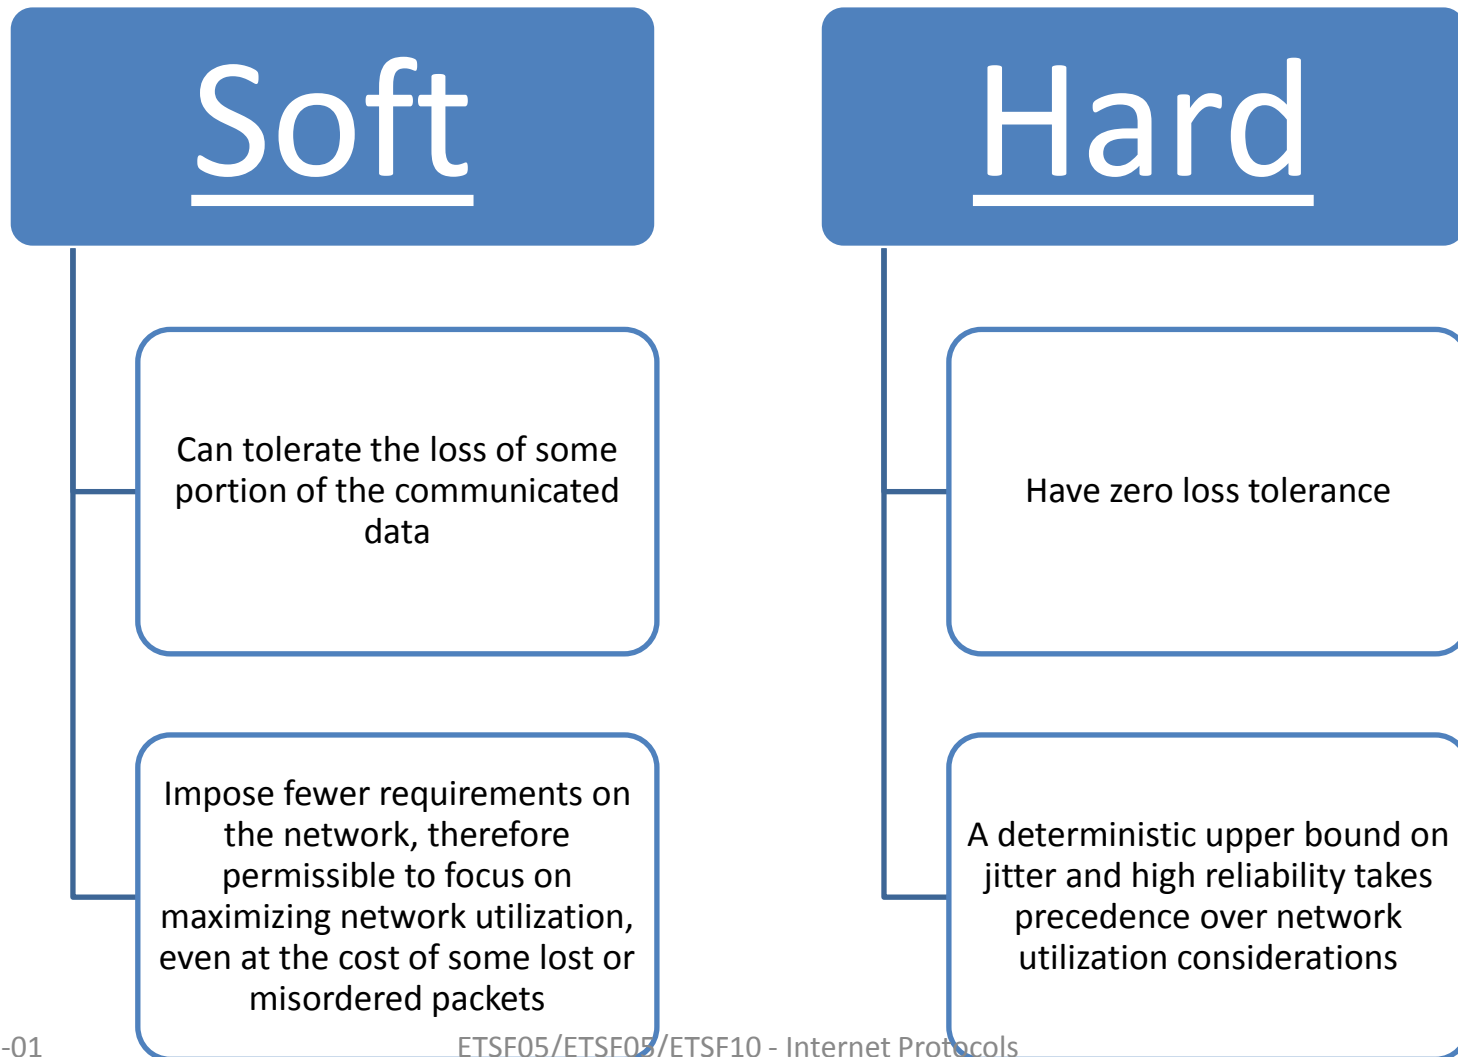 Soft
Can tolerate the loss of some
portion of the communicated
data
Impose fewer requirements on
the network, therefore
permissible to focus on
maximizing network utilization,
even at the cost of some lost or
misordered packets
Hard
Have zero loss tolerance
A deterministic upper bound on
jitter and high reliability takes
precedence over network
utilization considerations
-01
ETSF05/ETSF05/ETSF10 - Internet Protocols